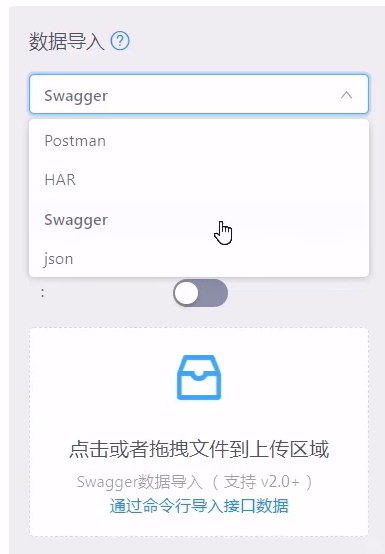 数据导入 ?
Swagger
Postman
HAR
Swagger
json
:
点击或者拖拽文件到上传区域
Swagger数据导入（ 支持 v2.0+ ）
通过命令行导入接口数据